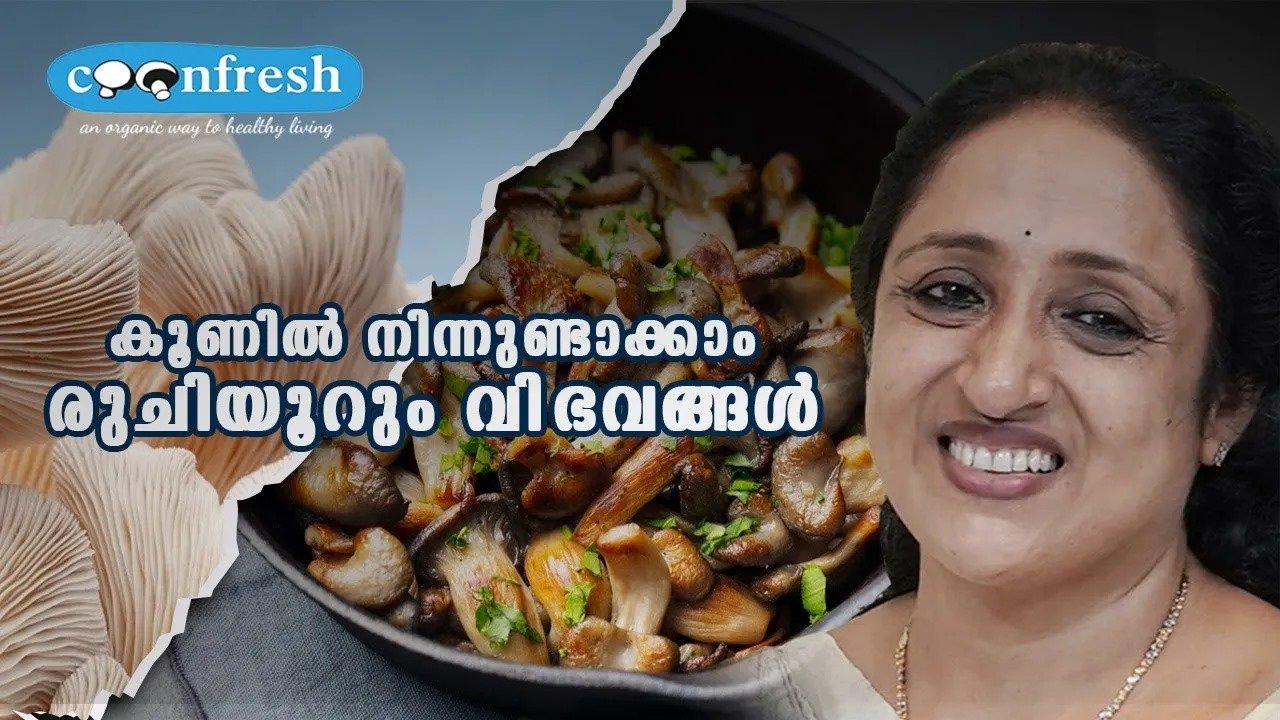 coonfresh
an organic way to healthy living
കൂണിൽ നിന്നുണ്ടാക്കാം
രുചിയൂറും വിഭവങ്ങൾ